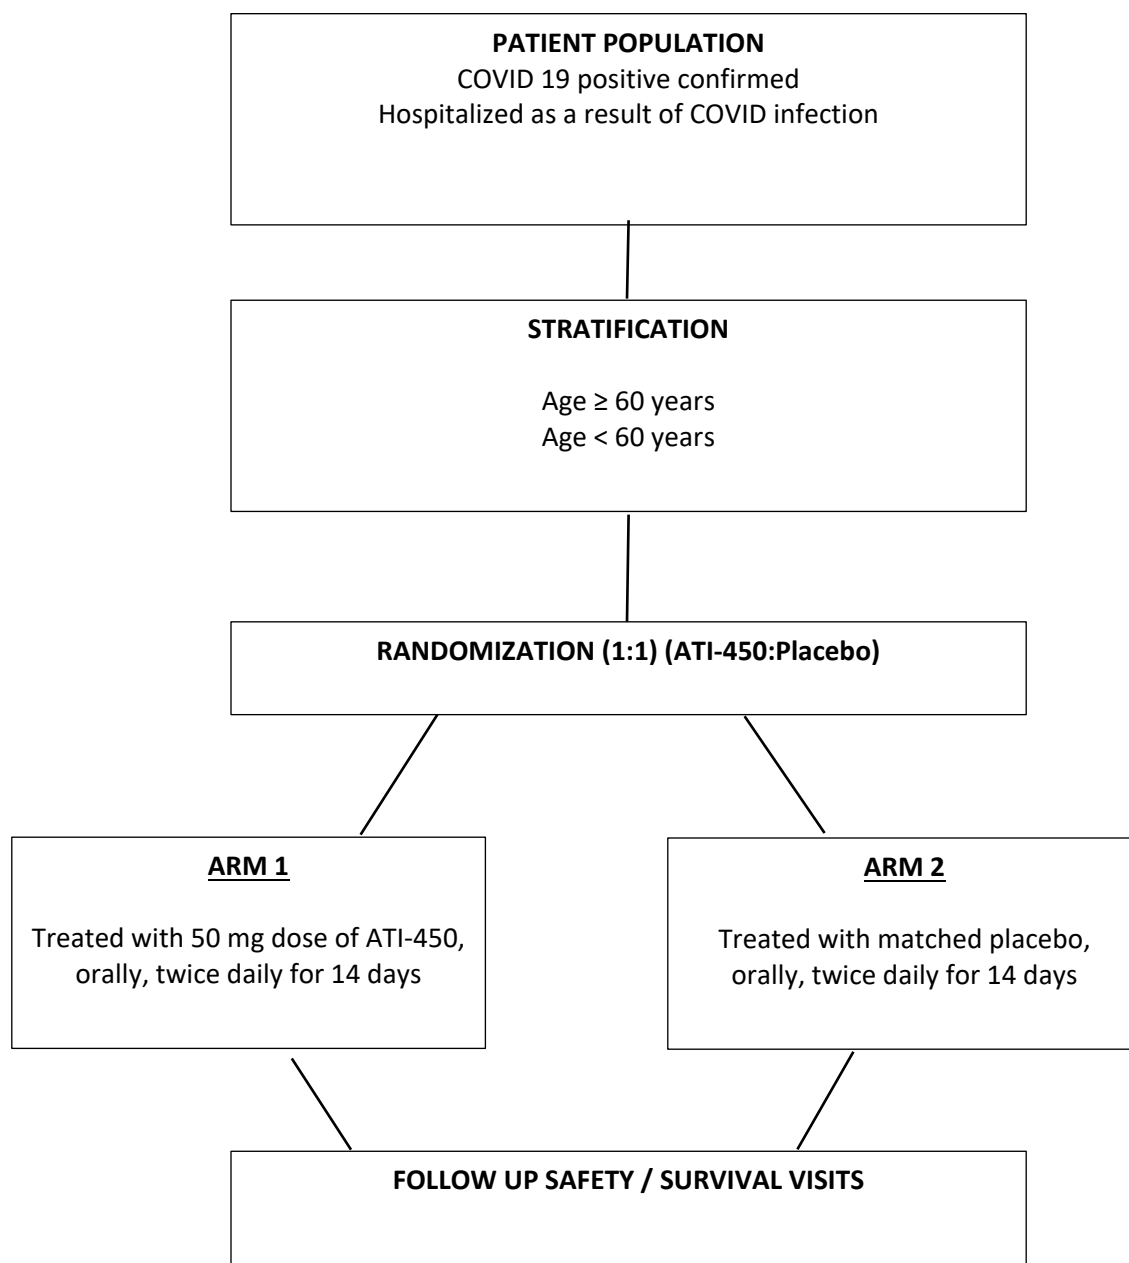 PATIENT POPULATION
COVID 19 positive confirmed
Hospitalized as a result of COVID infection
STRATIFICATION
Age ≥ 60 years
Age < 60 years
RANDOMIZATION (1:1) (ATI-450:Placebo)
ARM 1
Treated with 50 mg dose of ATI-450,
orally, twice daily for 14 days
ARM 2
Treated with matched placebo,
orally, twice daily for 14 days
FOLLOW UP SAFETY / SURVIVAL VISITS